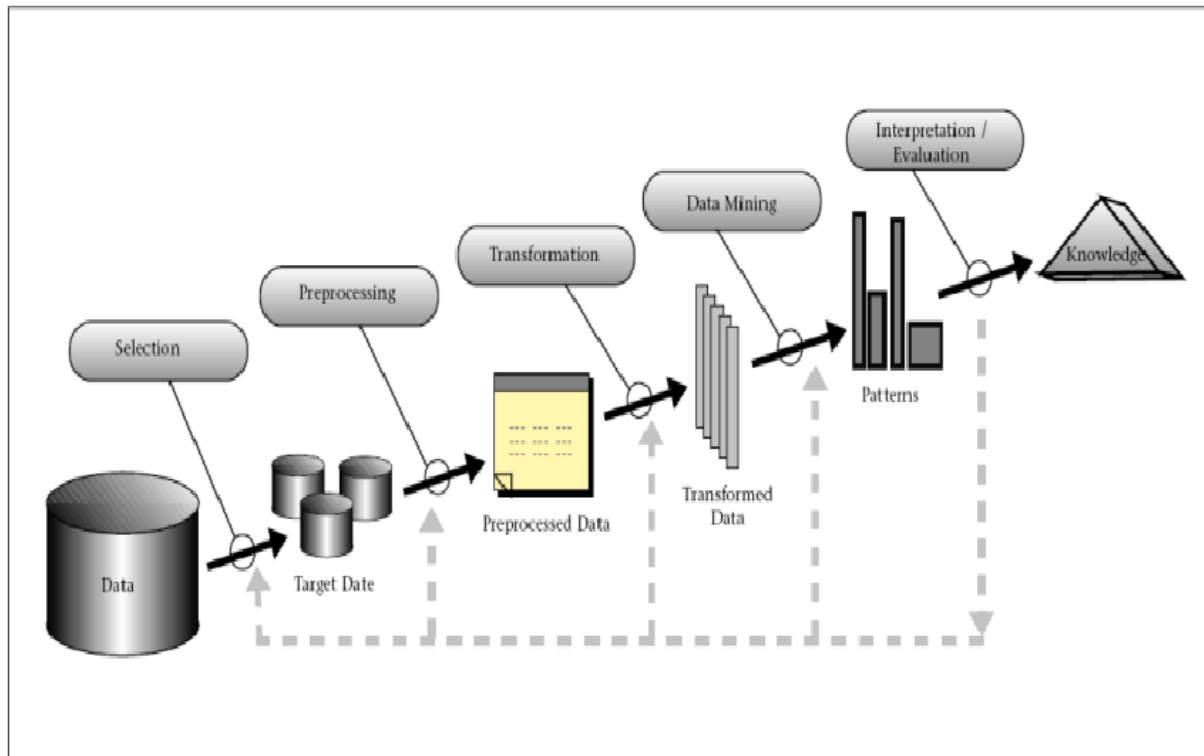 Interpretation /
Evaluation
Data Mining
Transformation
Preprocessing
Selection
Knowledge
Patterns
Transformed
Data
Preprocessed Data
Target Date
Data